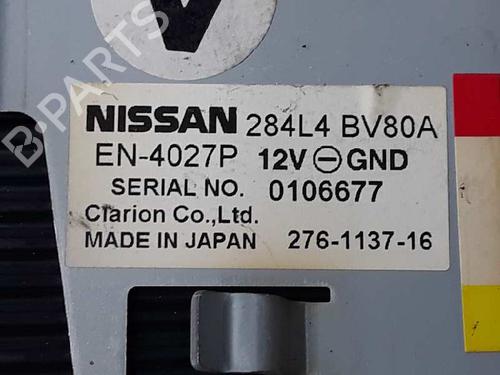 NISSAN 284L4 BV80A
EN-4027P 12V⊖GND
SERIAL NO. 0106677
Clarion Co.,Ltd.
MADE IN JAPAN 276-1137-16
B-PARTS